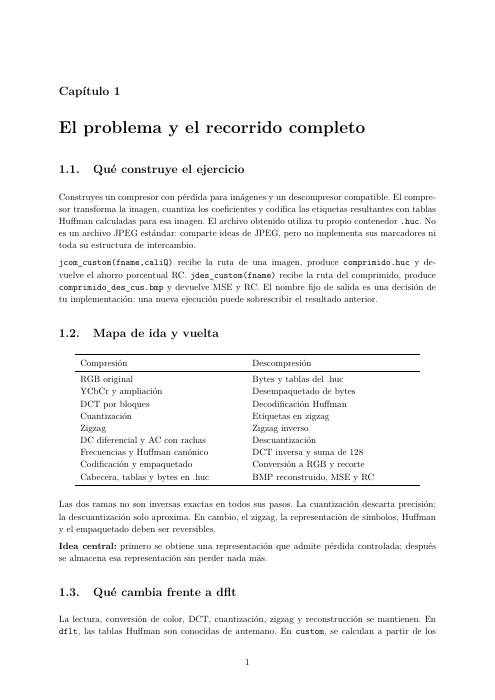 Capítulo 1
El problema y el recorrido completo
1.1. Qué construye el ejercicio
Construyes un compresor con pérdida para imágenes y un descompresor compatible. El compre-
sor transforma la imagen, cuantiza los coeficientes y codifica las etiquetas resultantes con tablas
Huffman calculadas para esa imagen. El archivo obtenido utiliza tu propio contenedor .huc. No
es un archivo JPEG estándar: comparte ideas de JPEG, pero no implementa sus marcadores ni
toda su estructura de intercambio.
jcom_custom(fname,caliQ) recibe la ruta de una imagen, produce comprimido.huc y de-
vuelve el ahorro porcentual RC. jdes_custom(fname) recibe la ruta del comprimido, produce
comprimido_des_cus.bmp y devuelve MSE y RC. El nombre fijo de salida es una decisión de
tu implementación: una nueva ejecución puede sobrescribir el resultado anterior.
1.2. Mapa de ida y vuelta
Compresión Descompresión
RGB original Bytes y tablas del .huc
YCbCr y ampliación Desempaquetado de bytes
DCT por bloques Decodificación Huffman
Cuantización Etiquetas en zigzag
Zigzag Zigzag inverso
DC diferencial y AC con rachas Descuantización
Frecuencias y Huffman canónico DCT inversa y suma de 128
Codificación y empaquetado Conversión a RGB y recorte
Cabecera, tablas y bytes en .huc BMP reconstruido, MSE y RC
Las dos ramas no son inversas exactas en todos sus pasos. La cuantización descarta precisión;
la descuantización solo aproxima. En cambio, el zigzag, la representación de símbolos, Huffman
y el empaquetado deben ser reversibles.
Idea central: primero se obtiene una representación que admite pérdida controlada; después
se almacena esa representación sin perder nada más.
1.3. Qué cambia frente a dflt
La lectura, conversión de color, DCT, cuantización, zigzag y reconstrucción se mantienen. En
dflt, las tablas Huffman son conocidas de antemano. En custom, se calculan a partir de los
1